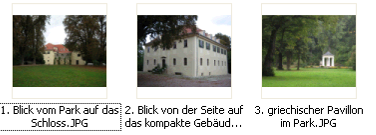 1. Blick vom Park auf das
Schloss.JPG
2. Blick von der Seite auf
das kompakte Gebäud...
3. griechischer Pavillon
im Park.JPG